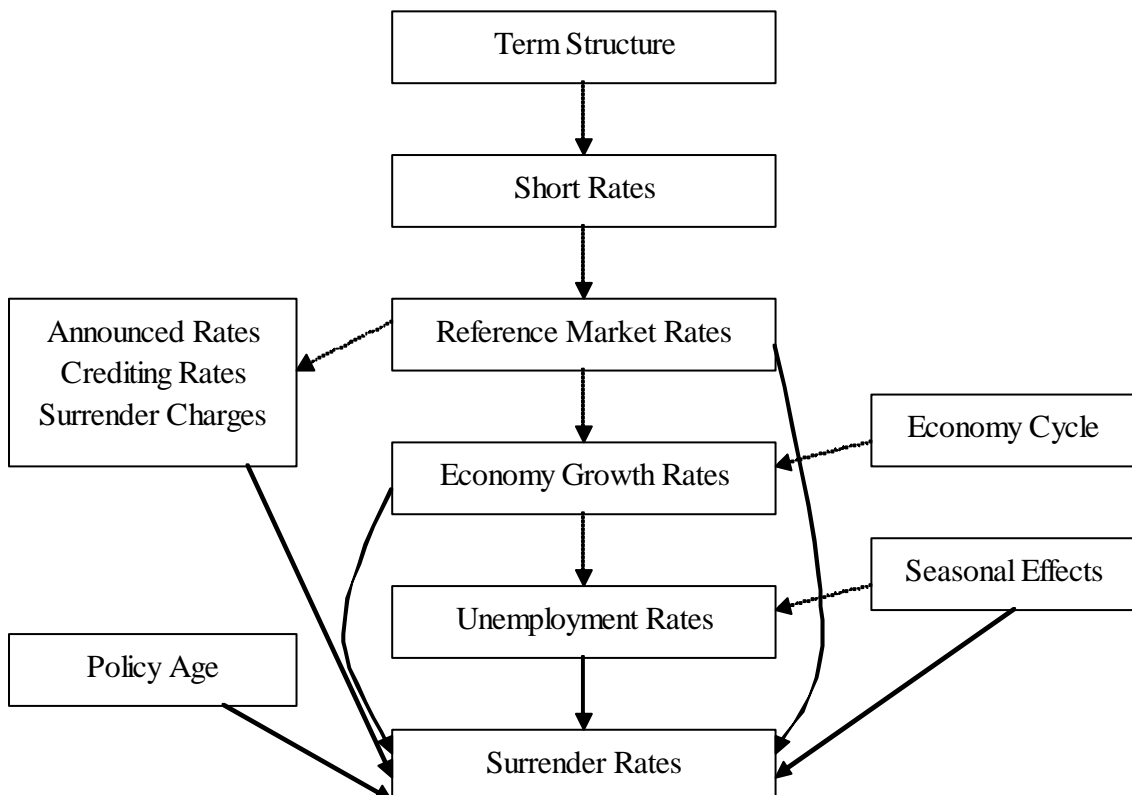 Term Structure
Short Rates
Announced Rates
Crediting Rates
Surrender Charges
Reference Market Rates
Economy Cycle
Economy Growth Rates
Seasonal Effects
Unemployment Rates
Policy Age
Surrender Rates